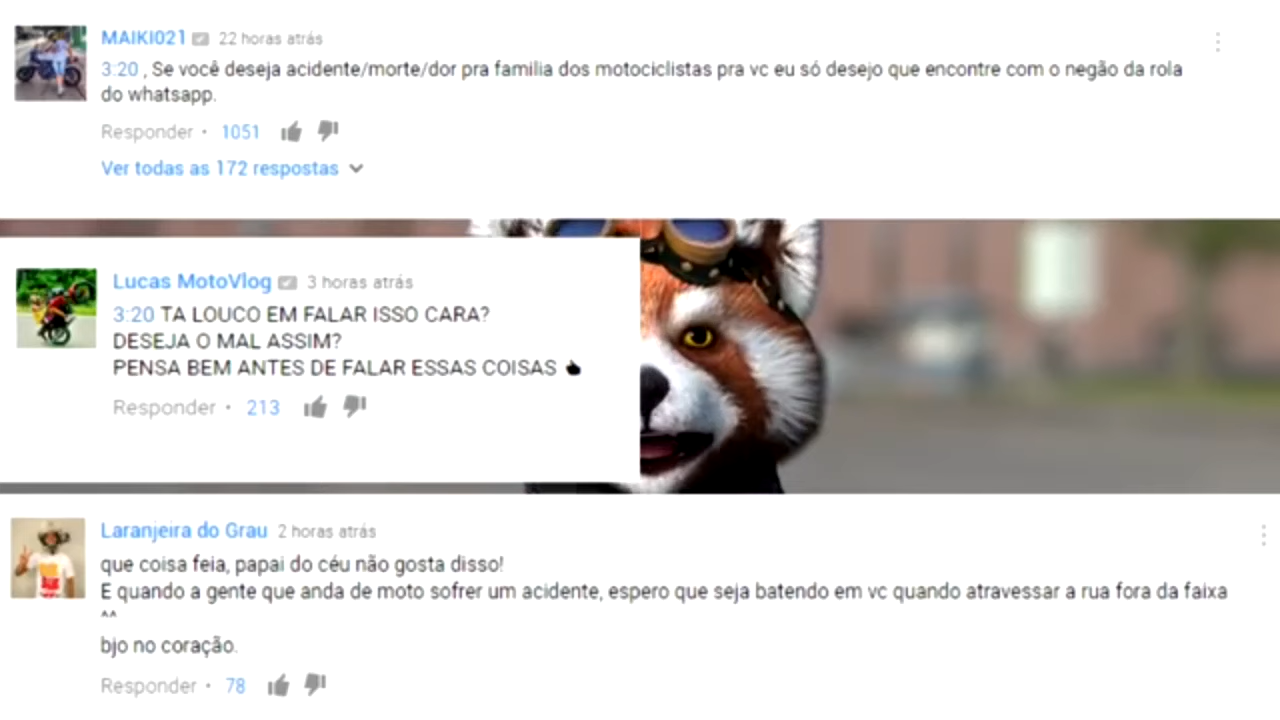 MAIKI021 22 horas atrás
3:20 , Se você deseja acidente/morte/dor pra familia dos motociclistas pra vc eu só desejo que encontre com o negão da rola
do whatsapp.
Responder • 1051
Ver todas as 172 respostas
Lucas MotoVlog 3 horas atrás
3:20 TA LOUCO EM FALAR ISSO CARA?
DESEJA O MAL ASSIM?
PENSA BEM ANTES DE FALAR ESSAS COISAS
Responder • 213
Laranjeira do Grau 2 horas atrás
que coisa feia, papai do céu não gosta disso!
E quando a gente que anda de moto sofrer um acidente, espero que seja batendo em vc quando atravessar a rua fora da faixa
^^
bjo no coração.
Responder • 78